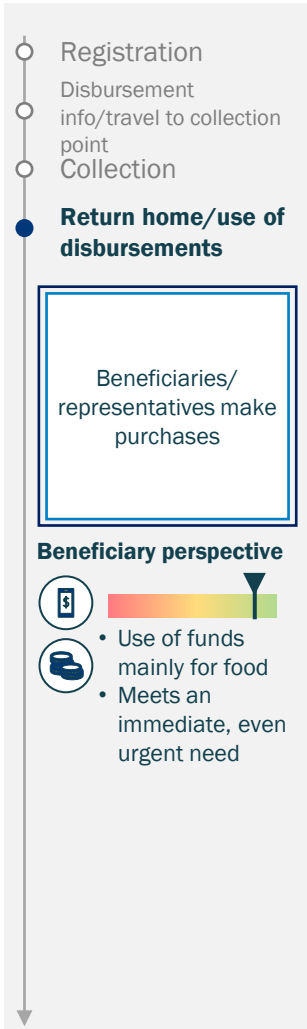 Registration
Disbursement
info/travel to collection
point
Collection
Return home/use of
disbursements
Beneficiaries/
representatives make
purchases
Beneficiary perspective
$
• Use of funds
mainly for food
• Meets an
immediate, even
urgent need